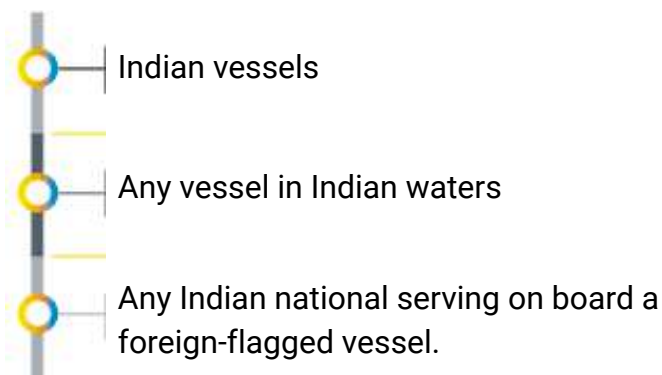 Indian vessels
Any vessel in Indian waters
Any Indian national serving on board a
foreign-flagged vessel.